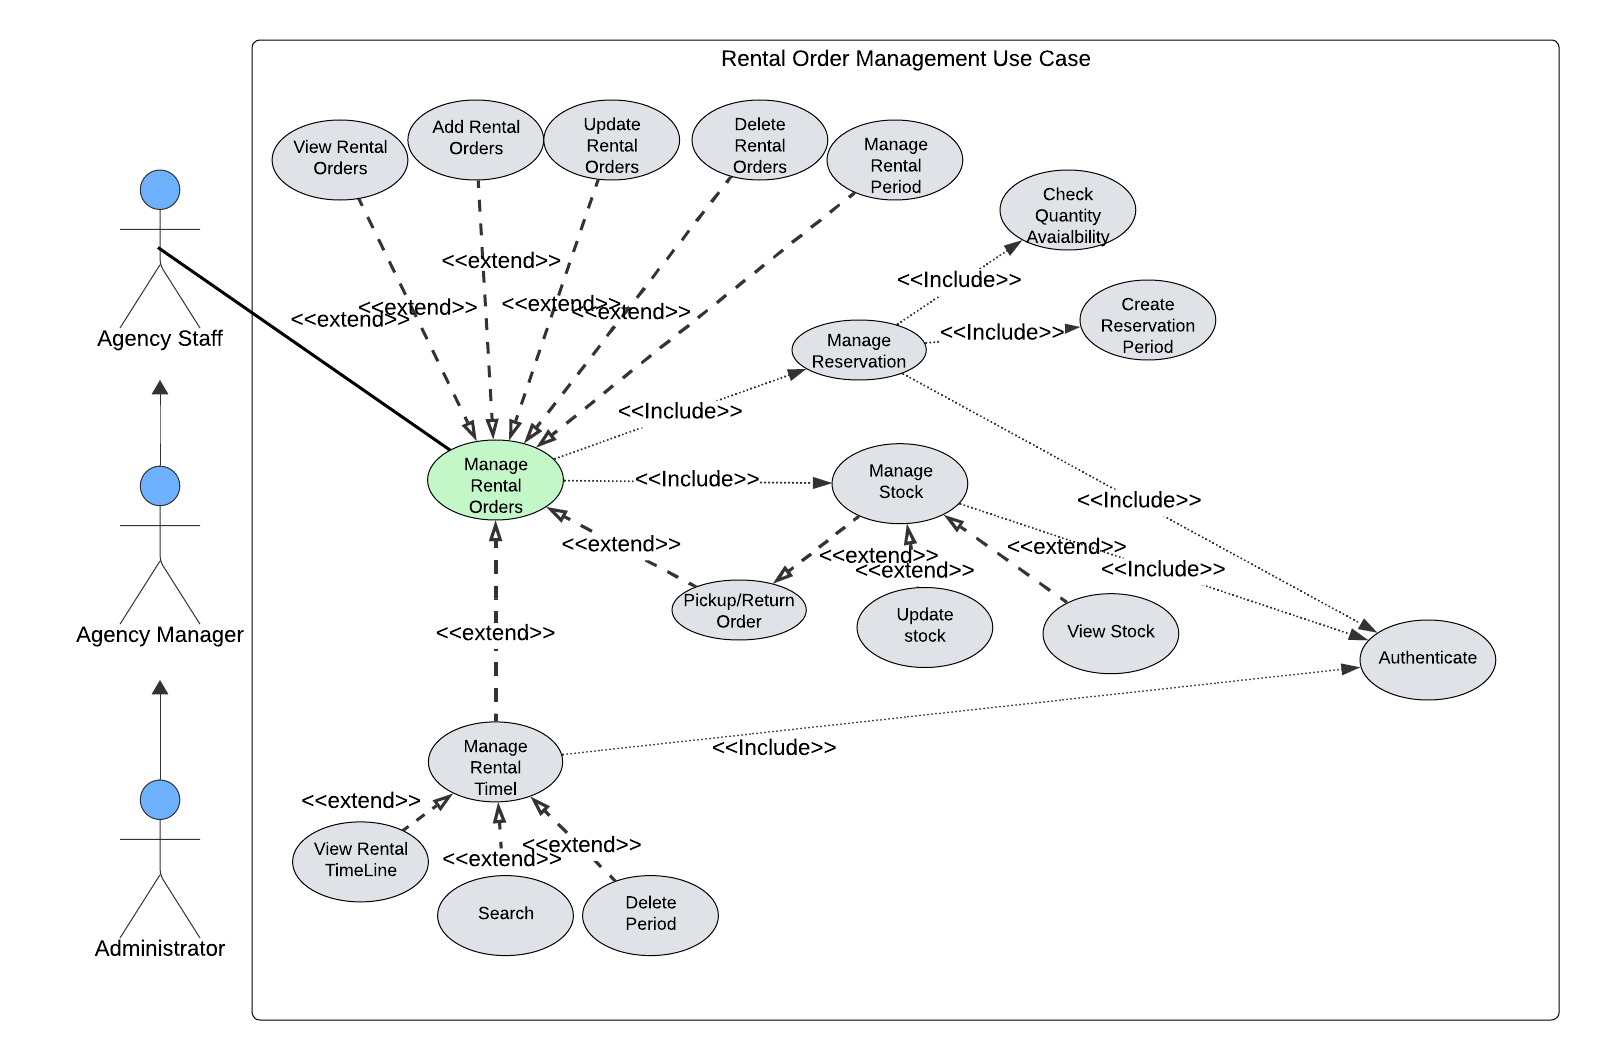 Rental Order Management Use Case
View Rental
Orders
Add Rental
Orders
Update
Rental
Orders
Delete
Rental
Orders
Manage
Rental
Period
Check
Quantity
Avaialbility
<<extend>>
<<Include>>
<<extend>>
<<extend>>
<<extend>>
<<extend>>
Create
Reservation
Period
<<Include>>
Agency Staff
Manage
Reservation
<<Include>>
Manage
Rental
Orders
<<Include>>
Manage
Stock
<<Include>>
<<extend>>
<<extend>>
<<extend>>
<<extend>>
<<Include>>
Pickup/Return
Order
Update
stock
View Stock
Agency Manager
<<extend>>
Authenticate
Manage
Rental
Timel
<<Include>>
<<extend>>
<<extend>>
<<extend>>
View Rental
TimeLine
Search
Delete
Period
Administrator